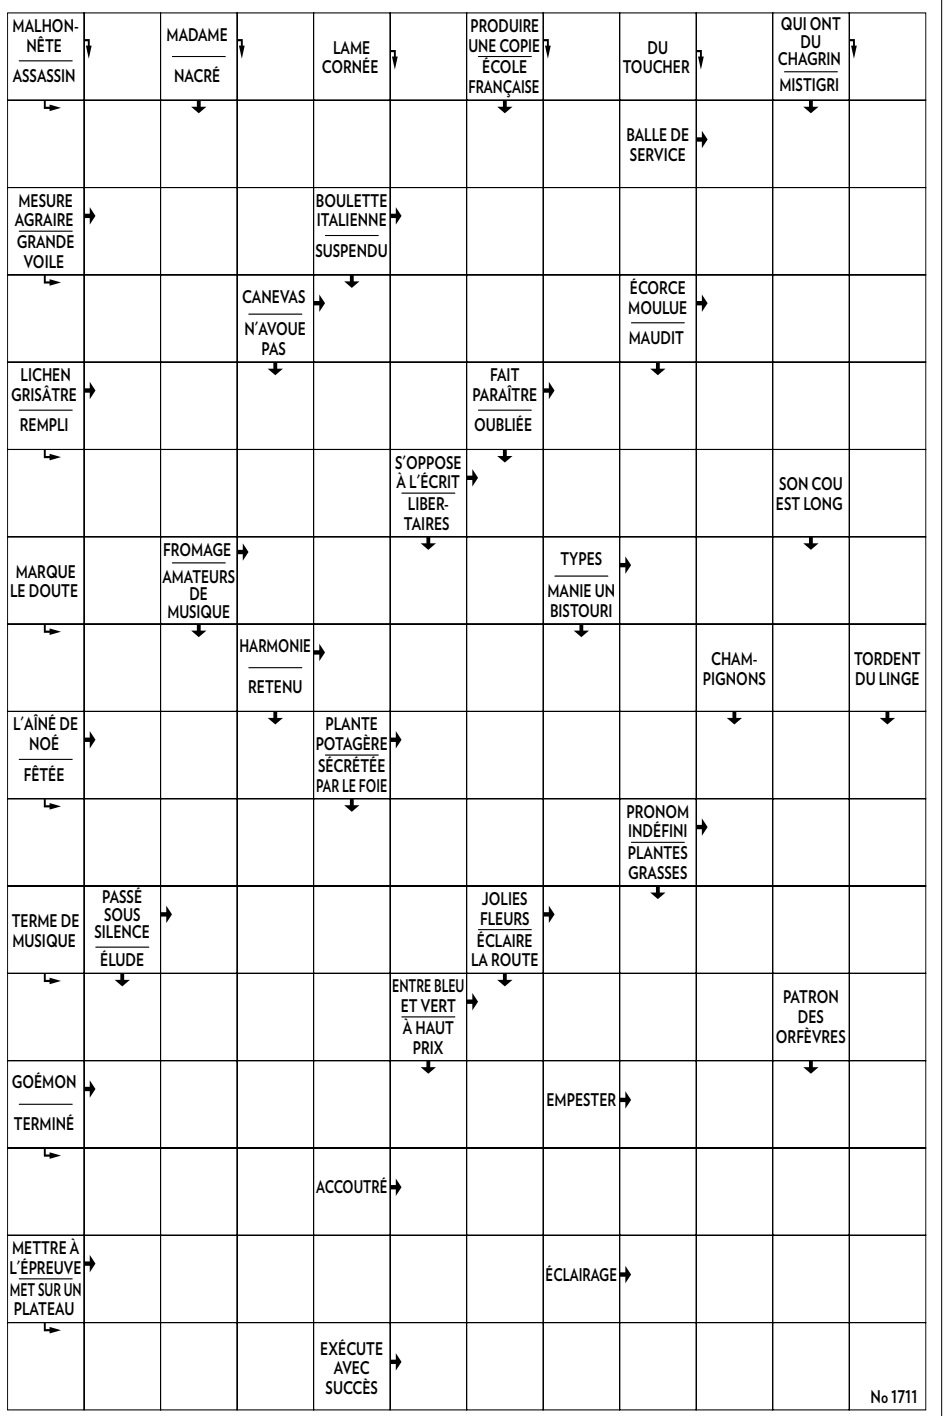 MALHON-
NÊTE
ASSASSIN
MADAME
NACRÉ
LAME
CORNÉE
PRODUIRE
UNE COPIE
ÉCOLE
FRANÇAISE
DU
TOUCHER
QUI ONT
DU
CHAGRIN
MISTIGRI
BALLE DE
SERVICE
MESURE
AGRAIRE
GRANDE
VOILE
BOULETTE
ITALIENNE
SUSPENDU
CANEVAS
N'AVOUE
PAS
ÉCORCE
MOULUE
MAUDIT
LICHEN
GRISÂTRE
REMPLI
FAIT
PARAÎTRE
OUBLIÉE
S'OPPOSE
À L'ÉCRIT
LIBER-
TAIRES
SON COU
EST LONG
MARQUE
LE DOUTE
FROMAGE
AMATEURS
DE
MUSIQUE
TYPES
MANIE UN
BISTOURI
HARMONIE
RETENU
CHAM-
PIGNONS
TORDENT
DU LINGE
L'AÎNÉ DE
NOÉ
FÊTÉE
PLANTE
POTAGÈRE
SÉCRÉTÉE
PAR LE FOIE
PRONOM
INDÉFINI
PLANTES
GRASSES
TERME DE
MUSIQUE
PASSÉ
SOUS
SILENCE
ÉLUDE
JOLIES
FLEURS
ÉCLAIRE
LA ROUTE
ENTRE BLEU
ET VERT
À HAUT
PRIX
PATRON
DES
ORFÈVRES
GOÉMON
TERMINÉ
EMPESTER
ACCOUTRÉ
METTRE À
L'ÉPREUVE
MET SUR UN
PLATEAU
ÉCLAIRAGE
EXÉCUTE
AVEC
SUCCÈS
No 1711